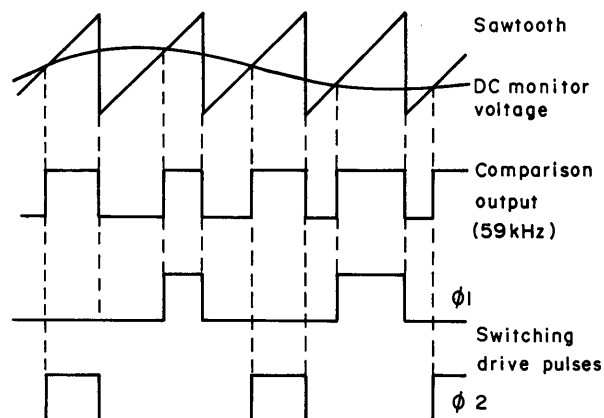 Sawtooth
DC monitor
voltage
Comparison
output
(59kHz)
ϕ1
Switching
drive pulses
ϕ 2